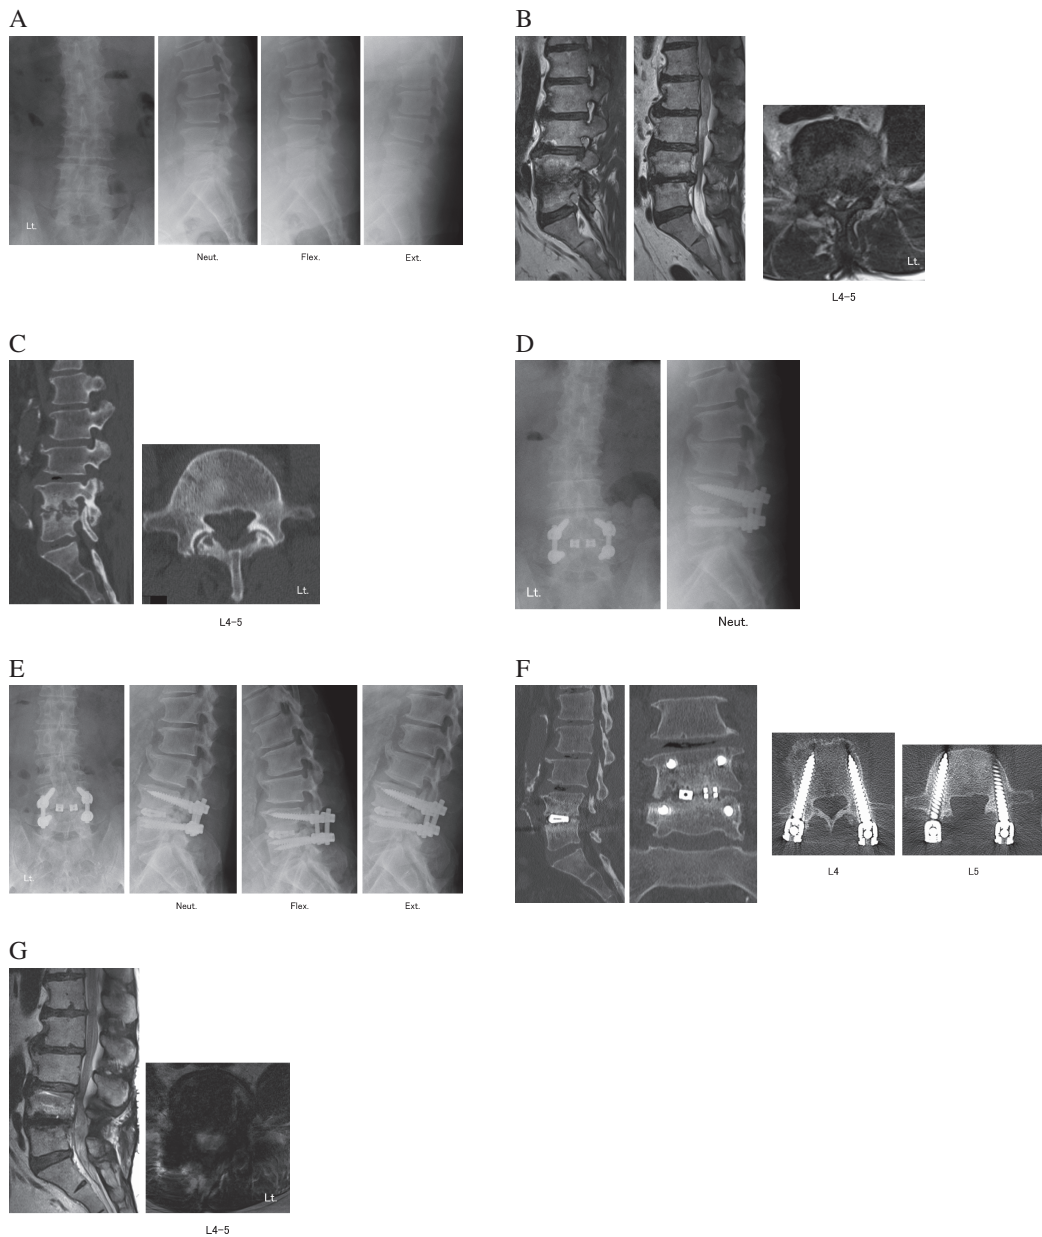 A
Lt.
Neut.
Flex.
Ext.
B
Lt.
L4-5
C
Lt.
L4-5
D
Lt.
Neut.
E
Lt.
Neut.
Flex.
Ext.
F
L4
L5
G
Lt.
L4-5